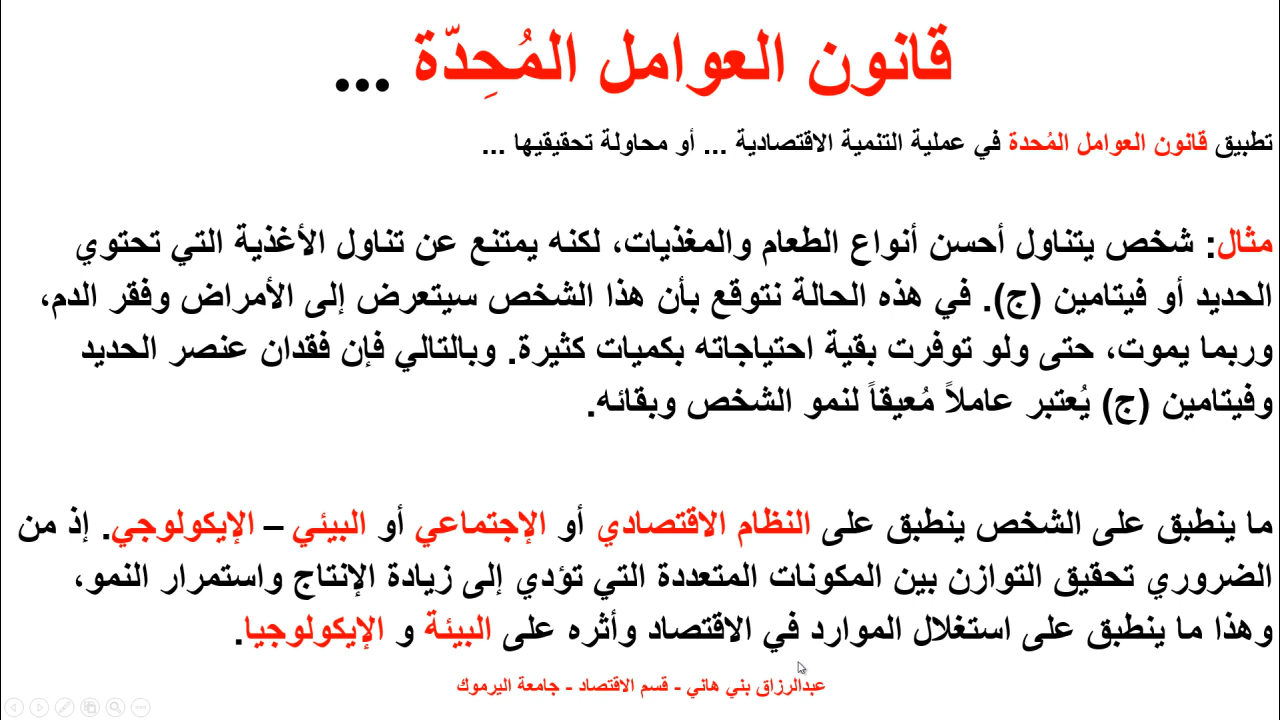 قانون العوامل المُحِدّة ...
تطبيق قانون العوامل المُحدة في عملية التنمية الاقتصادية ... أو محاولة تحقيقيها ...
مثال: شخص يتناول أحسن أنواع الطعام والمغذيات، لكنه يمتنع عن تناول الأغذية التي تحتوي
الحديد أو فيتامين (ج). في هذه الحالة نتوقع بأن هذا الشخص سيتعرض إلى الأمراض وفقر الدم،
وربما يموت، حتى ولو توفرت بقية احتياجاته بكميات كثيرة. وبالتالي فإن فقدان عنصر الحديد
وفيتامين (ج) يُعتبر عاملاً مُعيقاً لنمو الشخص وبقائه.
ما ينطبق على الشخص ينطبق على النظام الاقتصادي أو الإجتماعي أو البيئي – الإيكولوجي. إذ من
الضروري تحقيق التوازن بين المكونات المتعددة التي تؤدي إلى زيادة الإنتاج واستمرار النمو،
وهذا ما ينطبق على استغلال الموارد في الاقتصاد وأثره على البيئة و الإيكولوجيا.
عبدالرزاق بني هاني - قسم الاقتصاد - جامعة اليرموك